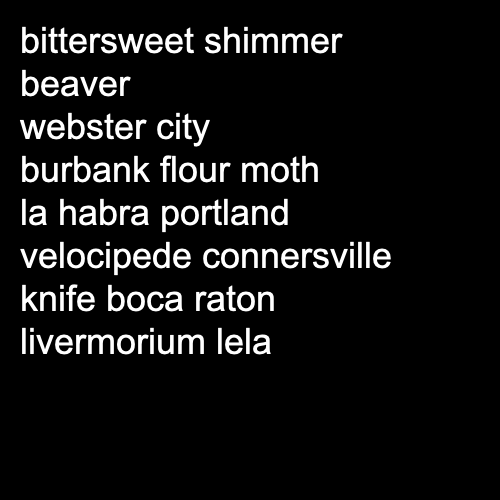 bittersweet shimmer
beaver
webster city
burbank flour moth
la habra portland
velocipede connersville
knife boca raton
livermorium lela